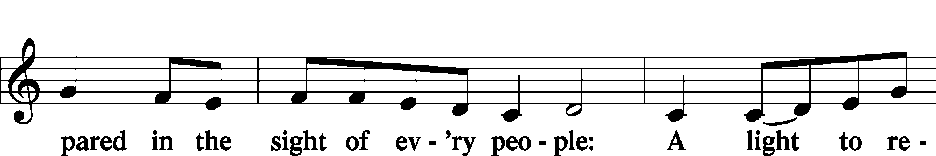 pared in the sight of ev - 'ry peo - ple: A light to re -